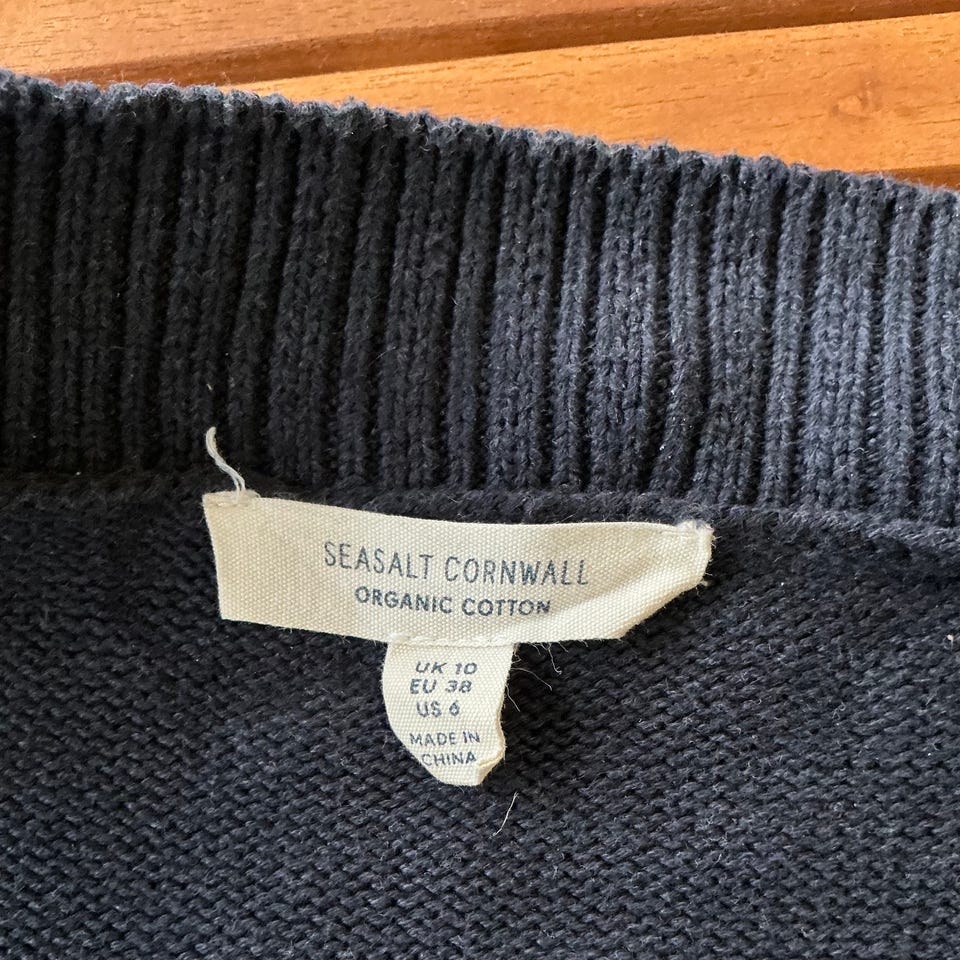 SEASALT CORNWALL
ORGANIC COTTON
UK 10
EU 38
US 6
MADE IN
CHINA